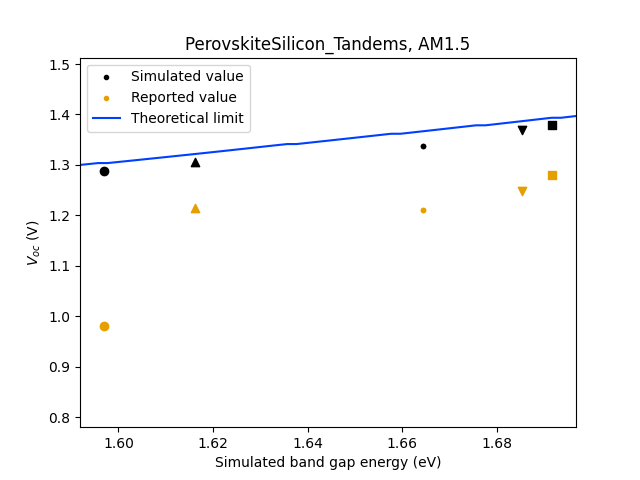 PerovskiteSilicon_Tandems, AM1.5
Simulated value
Reported value
Theoretical limit
1.5
1.4
1.3
1.2
1.1
1.0
0.9
0.8
V_oc (V)
1.60
1.62
1.64
1.66
1.68
Simulated band gap energy (eV)